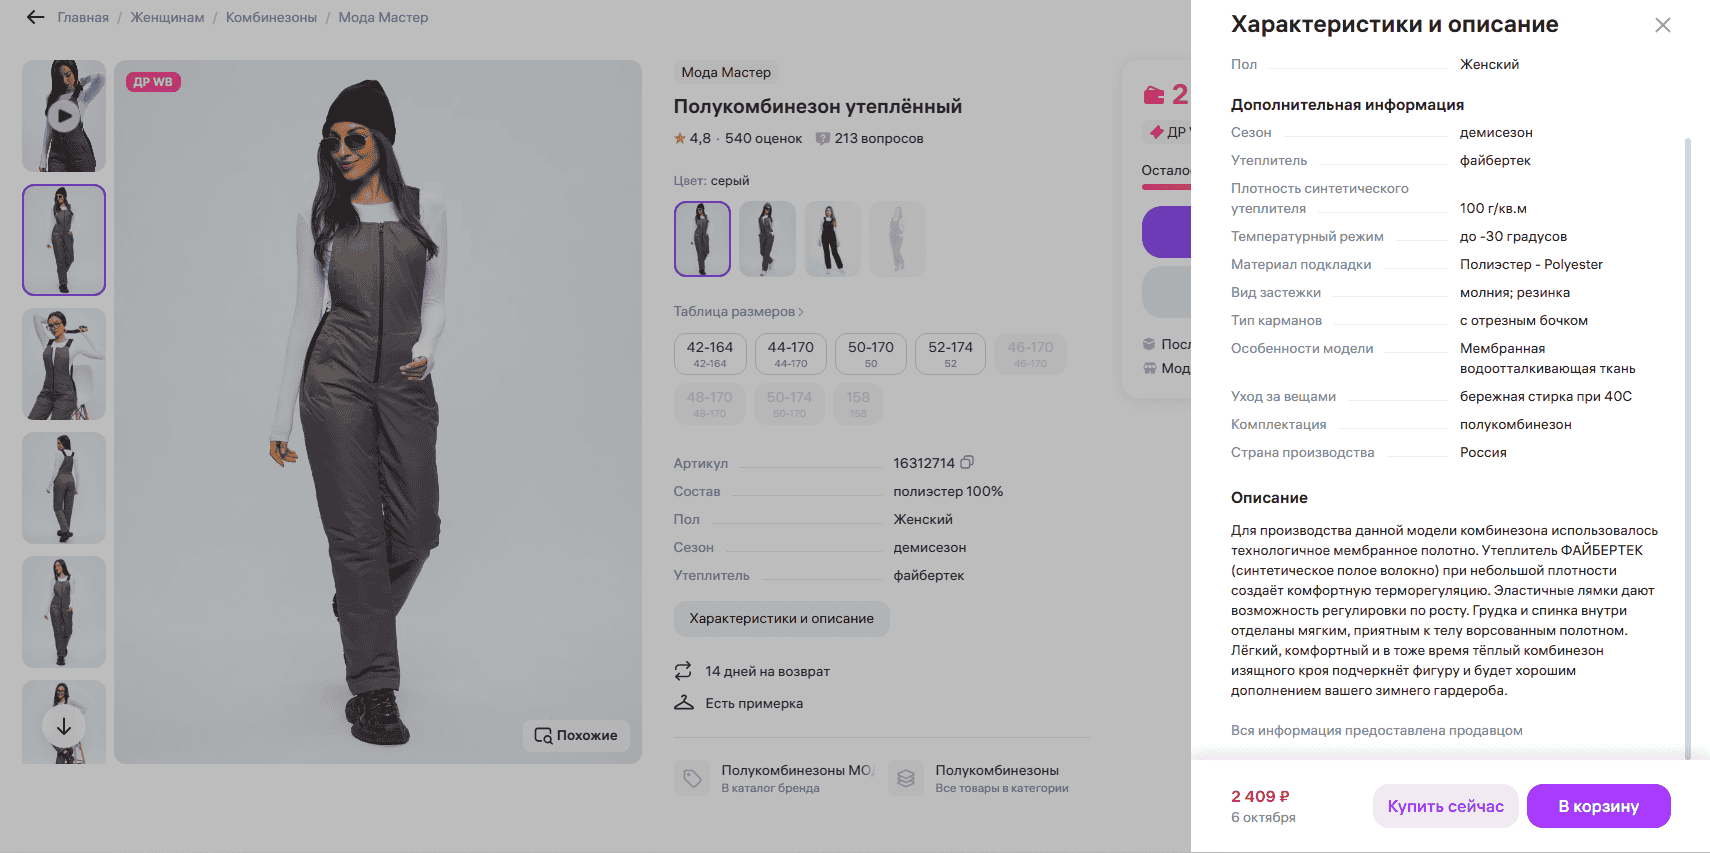 Главная / Женщинам / Комбинезоны / Мода Мастер
ДР WB
Похожие
Мода Мастер
Полукомбинезон утеплённый
4,8 · 540 оценок 213 вопросов
Цвет: серый
Таблица размеров
42-164 44-170 50-170 52-174 46-170
42-164 44-170 50 52 46-170
48-170 50-174 158
48-170 50-170 158
Артикул 16312714
Состав полиэстер 100%
Пол Женский
Сезон демисезон
Утеплитель файбертек
Характеристики и описание
14 дней на возврат
Есть примерка
Полукомбинезоны МО
В каталог бренда
Полукомбинезоны
Все товары в категории
2
ДР
Остало
Посл
Мод
Характеристики и описание
Пол Женский
Дополнительная информация
Сезон демисезон
Утеплитель файбертек
Плотность синтетического
утеплителя 100 г/кв.м
Температурный режим до -30 градусов
Материал подкладки Полиэстер - Polyester
Вид застежки молния; резинка
Тип карманов с отрезным бочком
Особенности модели Мембранная
водоотталкивающая ткань
Уход за вещами бережная стирка при 40С
Комплектация полукомбинезон
Страна производства Россия
Описание
Для производства данной модели комбинезона использовалось
технологичное мембранное полотно. Утеплитель ФАЙБЕРТЕК
(синтетическое полое волокно) при небольшой плотности
создаёт комфортную терморегуляцию. Эластичные лямки дают
возможность регулировки по росту. Грудка и спинка внутри
отделаны мягким, приятным к телу ворсованным полотном.
Лёгкий, комфортный и в тоже время тёплый комбинезон
изящного кроя подчеркнёт фигуру и будет хорошим
дополнением вашего зимнего гардероба.
Вся информация предоставлена продавцом
2 409 ₽
6 октября
Купить сейчас
В корзину